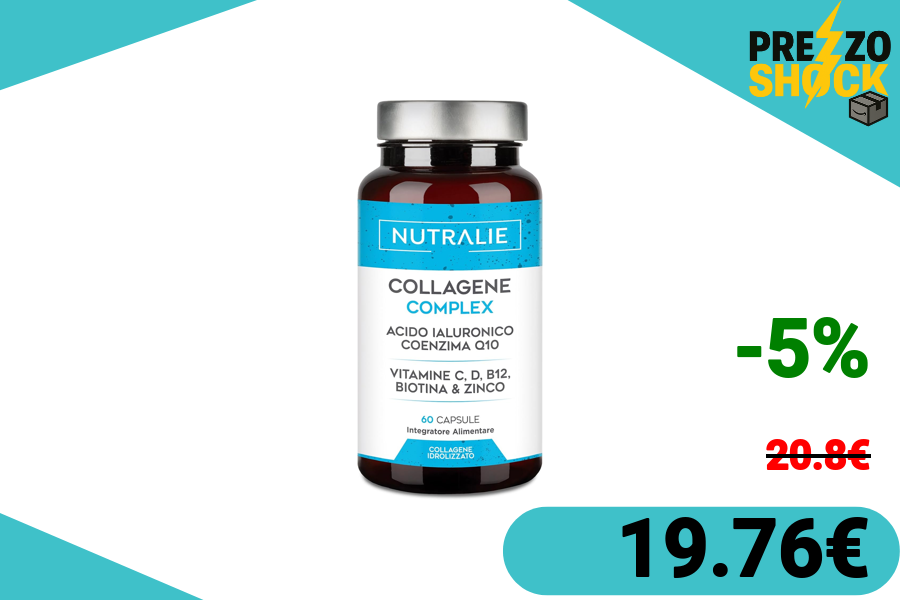 PREZZO
SHOCK
NUTRALIE
COLLAGENE
COMPLEX
ACIDO IALURONICO
COENZIMA Q10
VITAMINE C, D, B12,
BIOTINA & ZINCO
60 CAPSULE
Integratore Alimentare
COLLAGENE
IDROLIZZATO
-5%
20.8€
19.76€